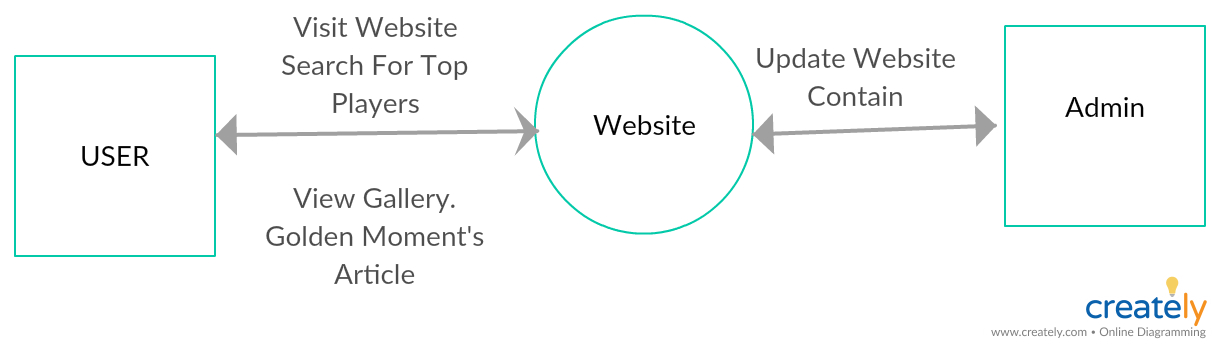 Visit Website
Search For Top
Players
USER
View Gallery.
Golden Moment's
Article
Website
Update Website
Contain
Admin
creately
www.creately.com • Online Diagramming